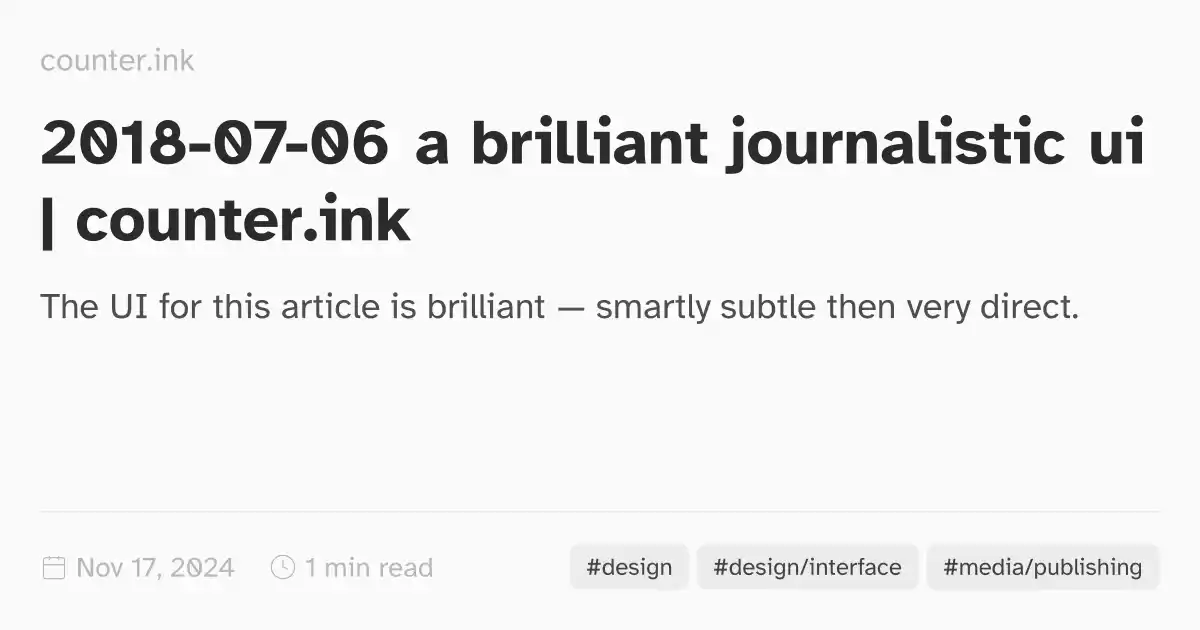 counter.ink
2018-07-06 a brilliant journalistic ui
| counter.ink
The UI for this article is brilliant — smartly subtle then very direct.
Nov 17, 2024 1 min read #design #design/interface #media/publishing